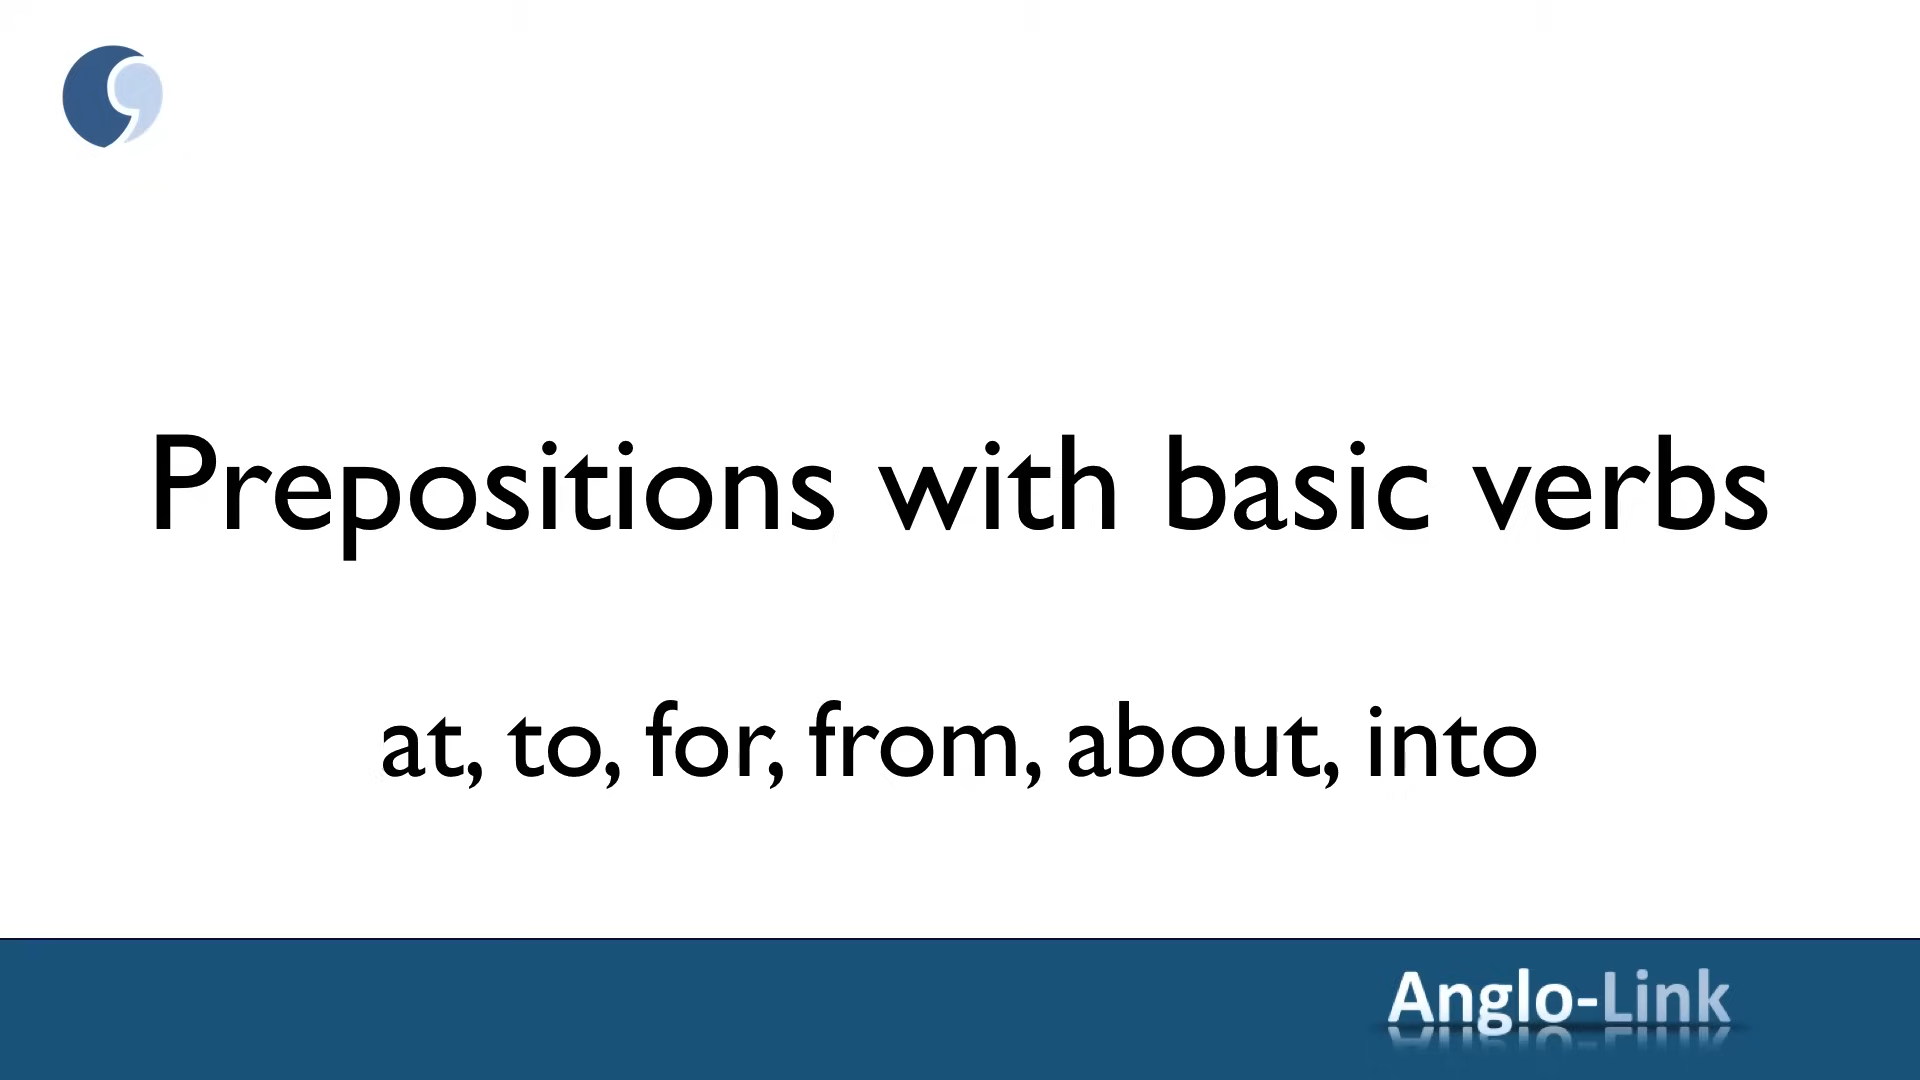 Prepositions with basic verbs
at, to, for, from, about, into
Anglo-Link